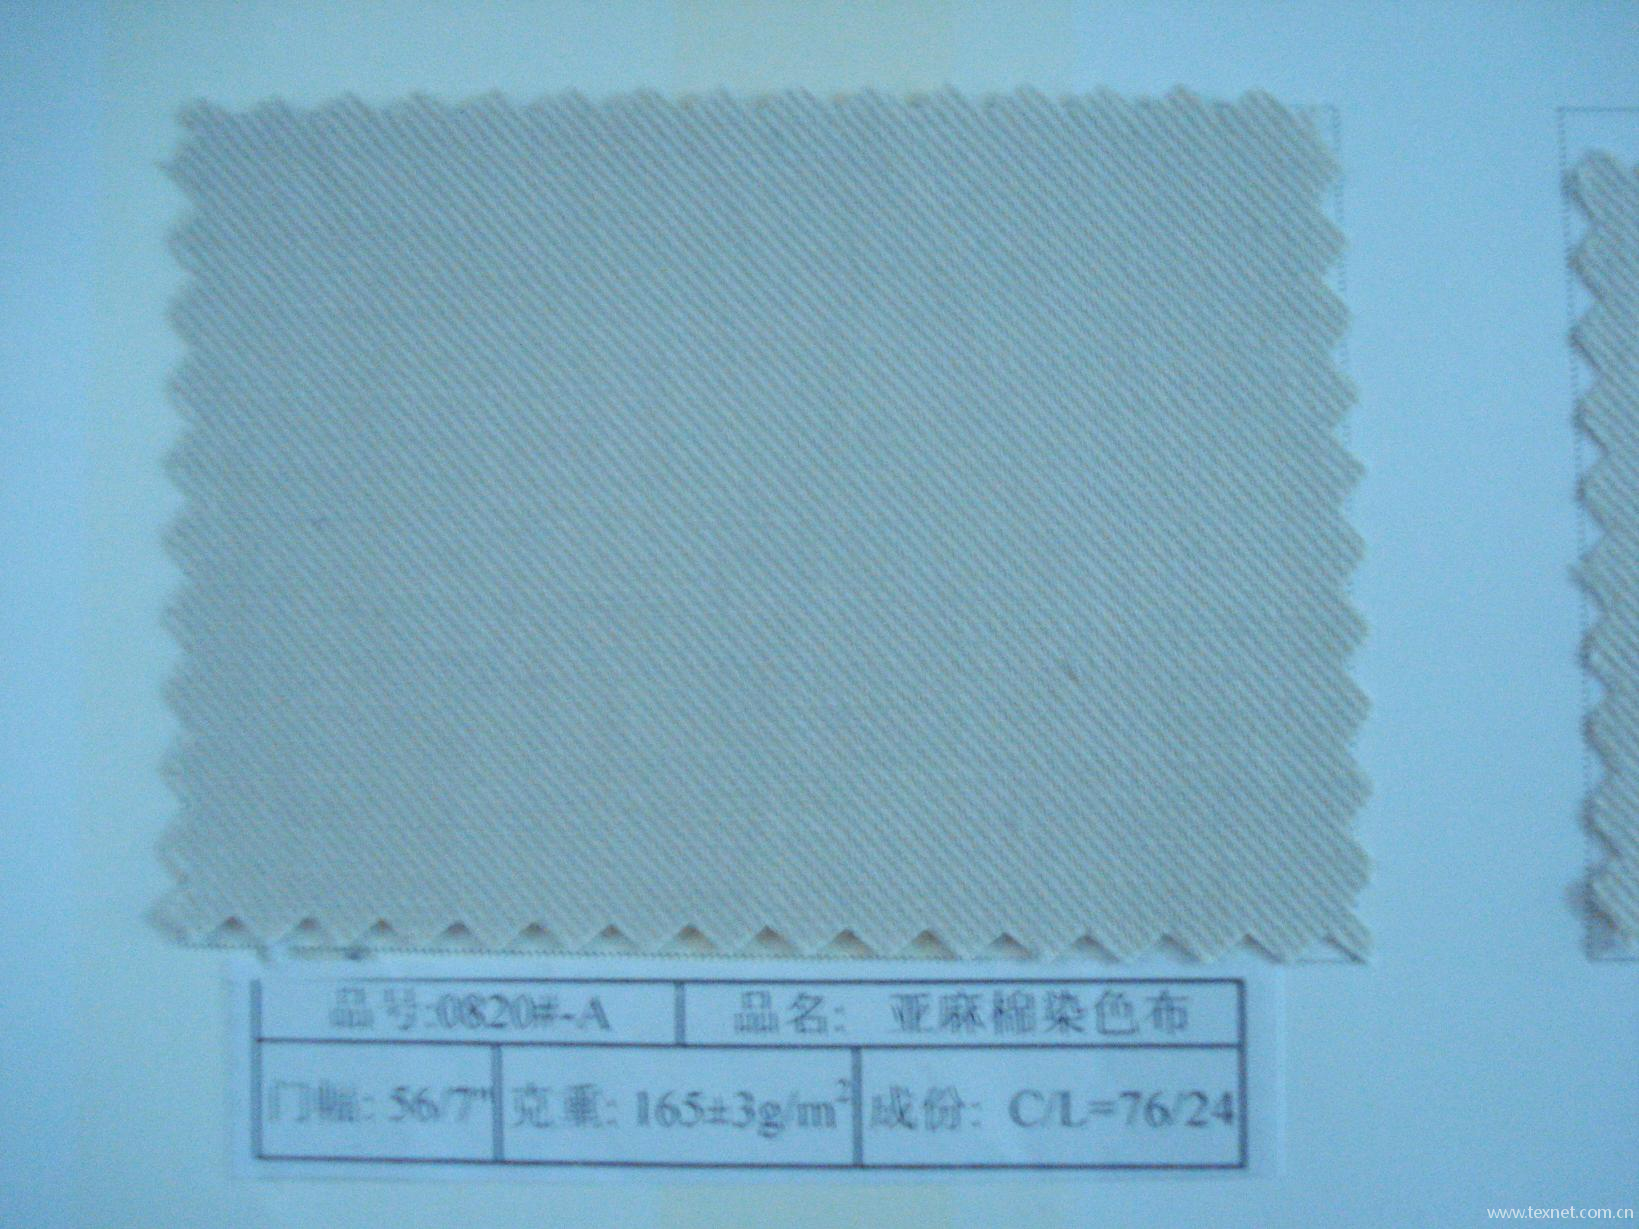 品号:0820#-A 品名: 亚麻棉染色布
门幅: 56/7" 克重: 165±3g/m² 成份: C/L=76/24
www.texnet.com.cn